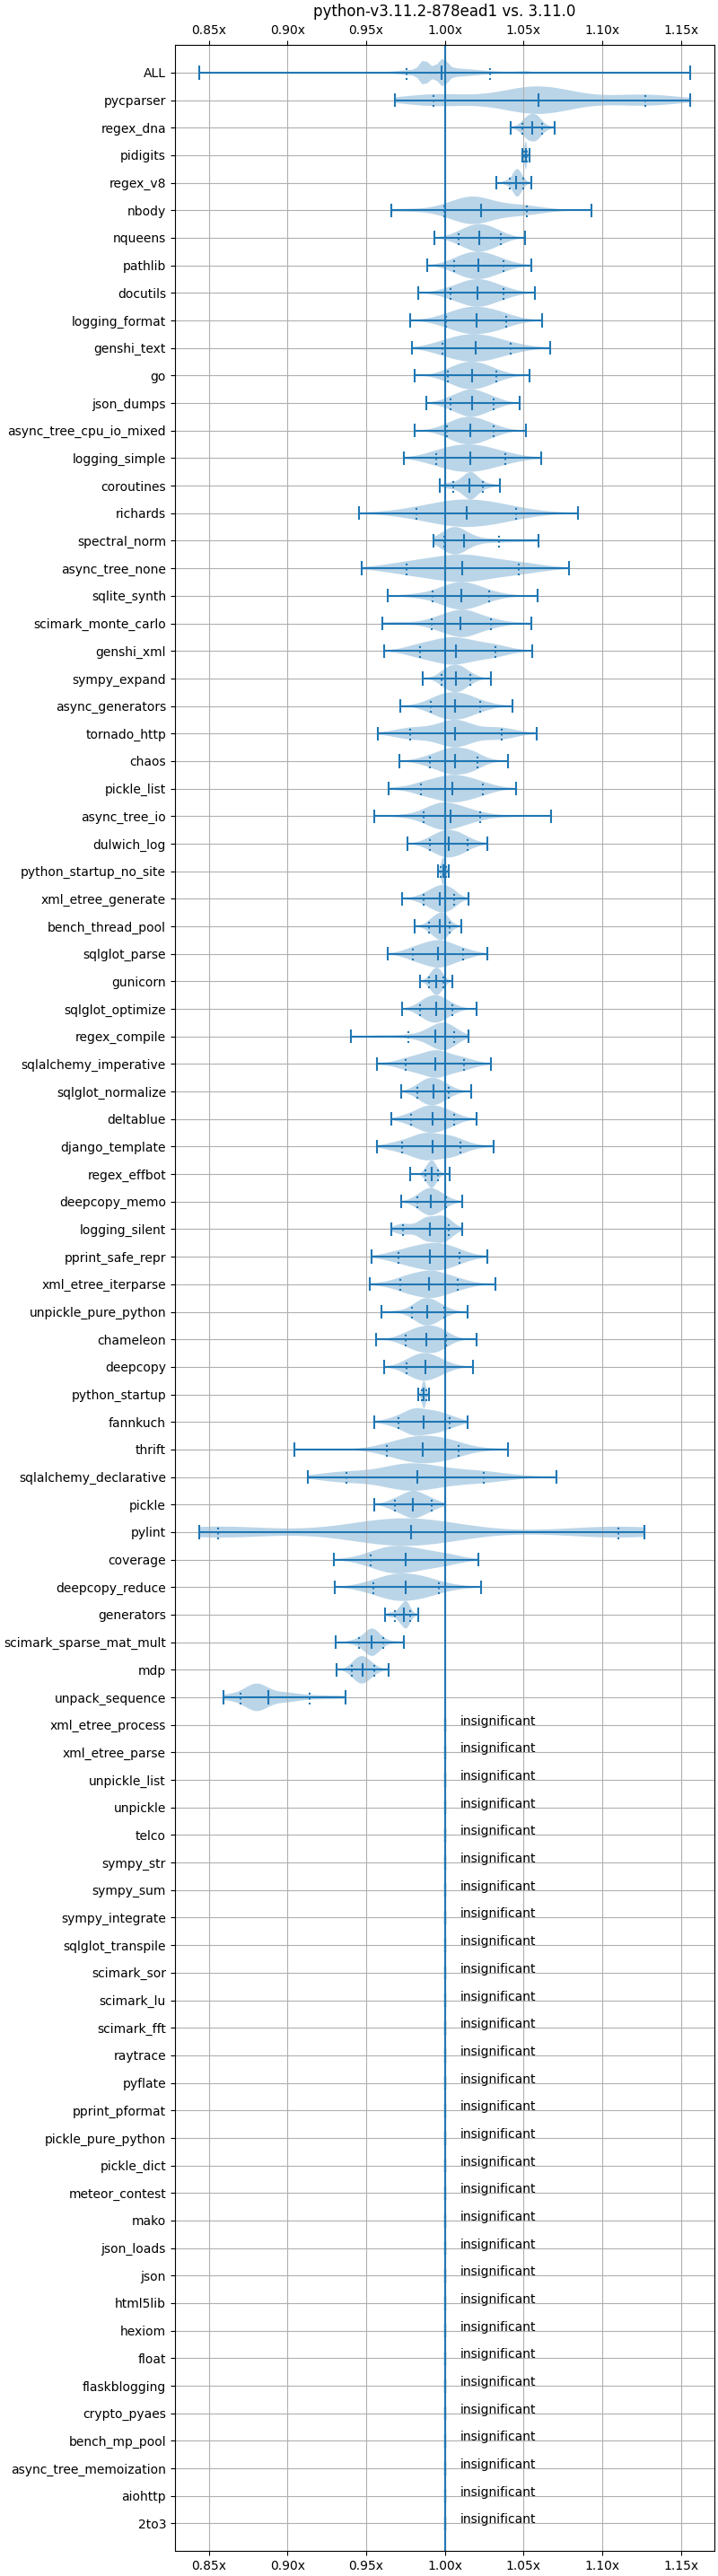 python-v3.11.2-878ead1 vs. 3.11.0
0.85x 0.90x 0.95x 1.00x 1.05x 1.10x 1.15x
ALL
pycparser
regex_dna
pidigits
regex_v8
nbody
nqueens
pathlib
docutils
logging_format
genshi_text
go
json_dumps
async_tree_cpu_io_mixed
logging_simple
coroutines
richards
spectral_norm
async_tree_none
sqlite_synth
scimark_monte_carlo
genshi_xml
sympy_expand
async_generators
tornado_http
chaos
pickle_list
async_tree_io
dulwich_log
python_startup_no_site
xml_etree_generate
bench_thread_pool
sqlglot_parse
gunicorn
sqlglot_optimize
regex_compile
sqlalchemy_imperative
sqlglot_normalize
deltablue
django_template
regex_effbot
deepcopy_memo
logging_silent
pprint_safe_repr
xml_etree_iterparse
unpickle_pure_python
chameleon
deepcopy
python_startup
fannkuch
thrift
sqlalchemy_declarative
pickle
pylint
coverage
deepcopy_reduce
generators
scimark_sparse_mat_mult
mdp
unpack_sequence
xml_etree_process insignificant
xml_etree_parse insignificant
unpickle_list insignificant
unpickle insignificant
telco insignificant
sympy_str insignificant
sympy_sum insignificant
sympy_integrate insignificant
sqlglot_transpile insignificant
scimark_sor insignificant
scimark_lu insignificant
scimark_fft insignificant
raytrace insignificant
pyflate insignificant
pprint_pformat insignificant
pickle_pure_python insignificant
pickle_dict insignificant
meteor_contest insignificant
mako insignificant
json_loads insignificant
json insignificant
html5lib insignificant
hexiom insignificant
float insignificant
flaskblogging insignificant
crypto_pyaes insignificant
bench_mp_pool insignificant
async_tree_memoization insignificant
aiohttp insignificant
2to3 insignificant
0.85x 0.90x 0.95x 1.00x 1.05x 1.10x 1.15x